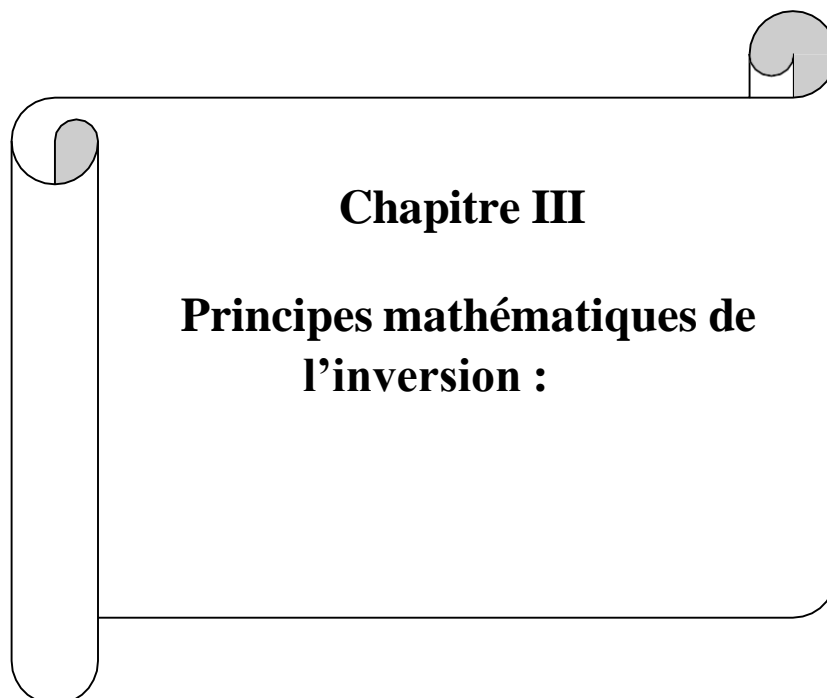 Chapitre III
Principes mathématiques de
l’inversion :